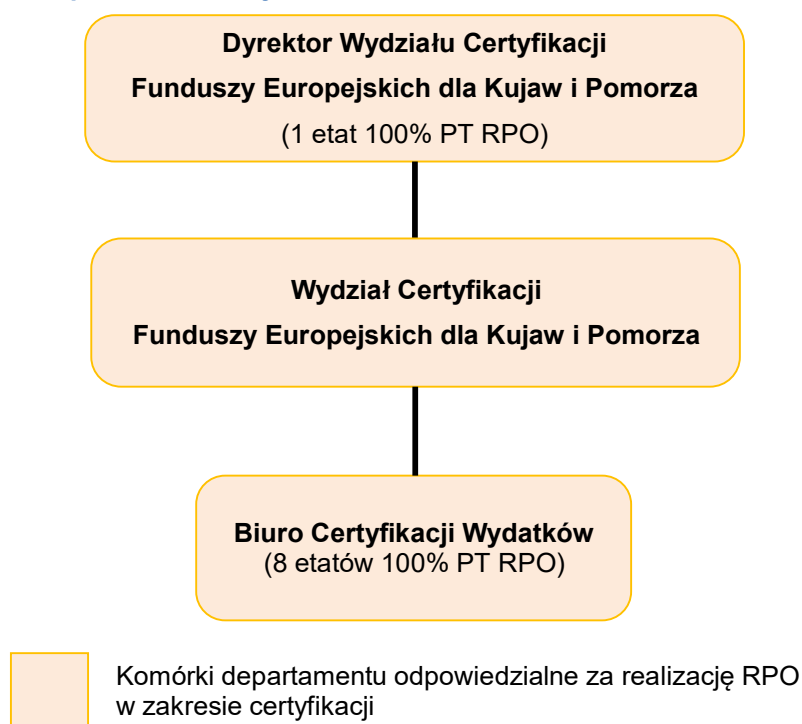 Dyrektor Wydziału Certyfikacji
Funduszy Europejskich dla Kujaw i Pomorza
(1 etat 100% PT RPO)
Wydział Certyfikacji
Funduszy Europejskich dla Kujaw i Pomorza
Biuro Certyfikacji Wydatków
(8 etatów 100% PT RPO)
Komórki departamentu odpowiedzialne za realizację RPO
w zakresie certyfikacji